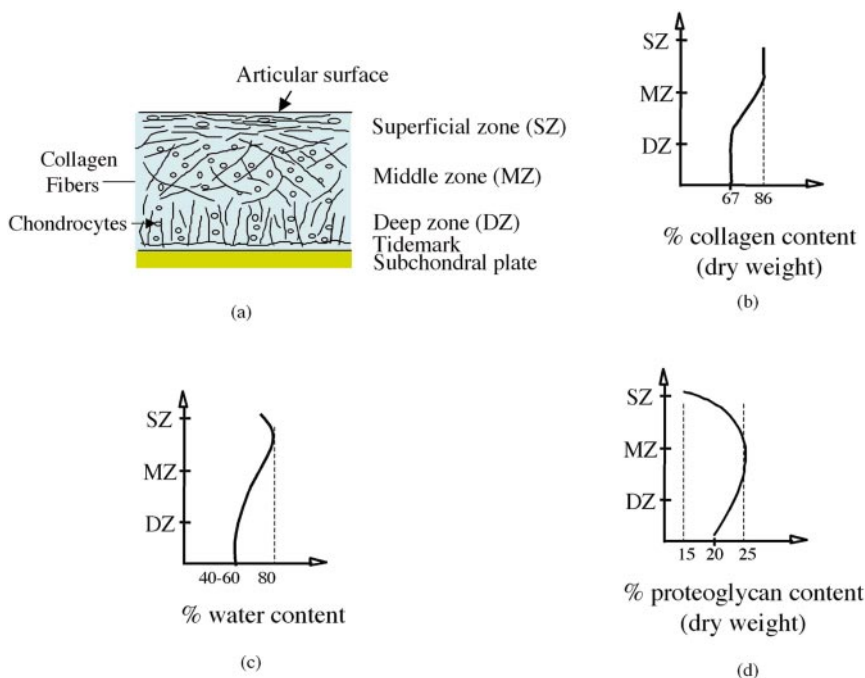 Articular surface
Superficial zone (SZ)
Collagen
Fibers
Middle zone (MZ)
Chondrocytes
Deep zone (DZ)
Tidemark
Subchondral plate
(a)
SZ
MZ
DZ
67 86
% collagen content
(dry weight)
(b)
SZ
MZ
DZ
40-60 80
% water content
(c)
SZ
MZ
DZ
15 20 25
% proteoglycan content
(dry weight)
(d)